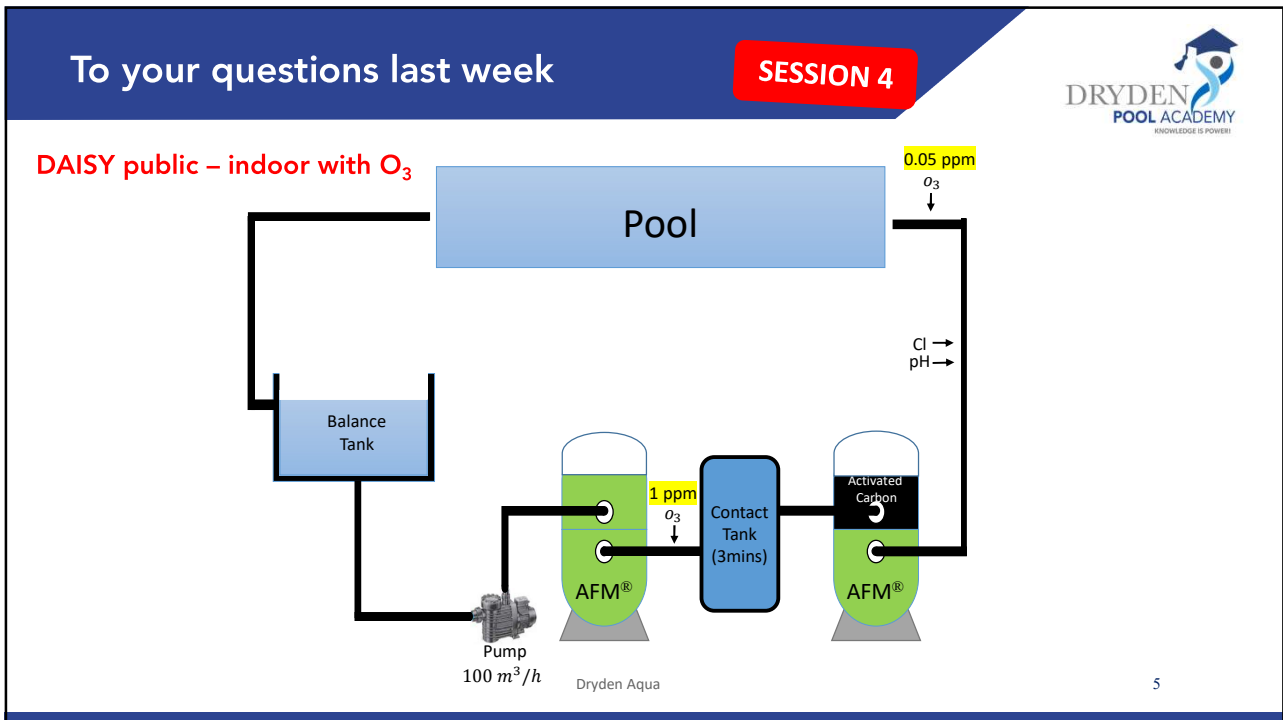 To your questions last week
SESSION 4
DRYDEN
POOL ACADEMY
KNOWLEDGE IS POWER!
DAISY public – indoor with O₃
0.05 ppm
o₃
Pool
Cl
pH
Balance
Tank
1 ppm
o₃
Contact
Tank
(3mins)
Activated
Carbon
AFM®
AFM®
Pump
100 m³/h
Dryden Aqua
5